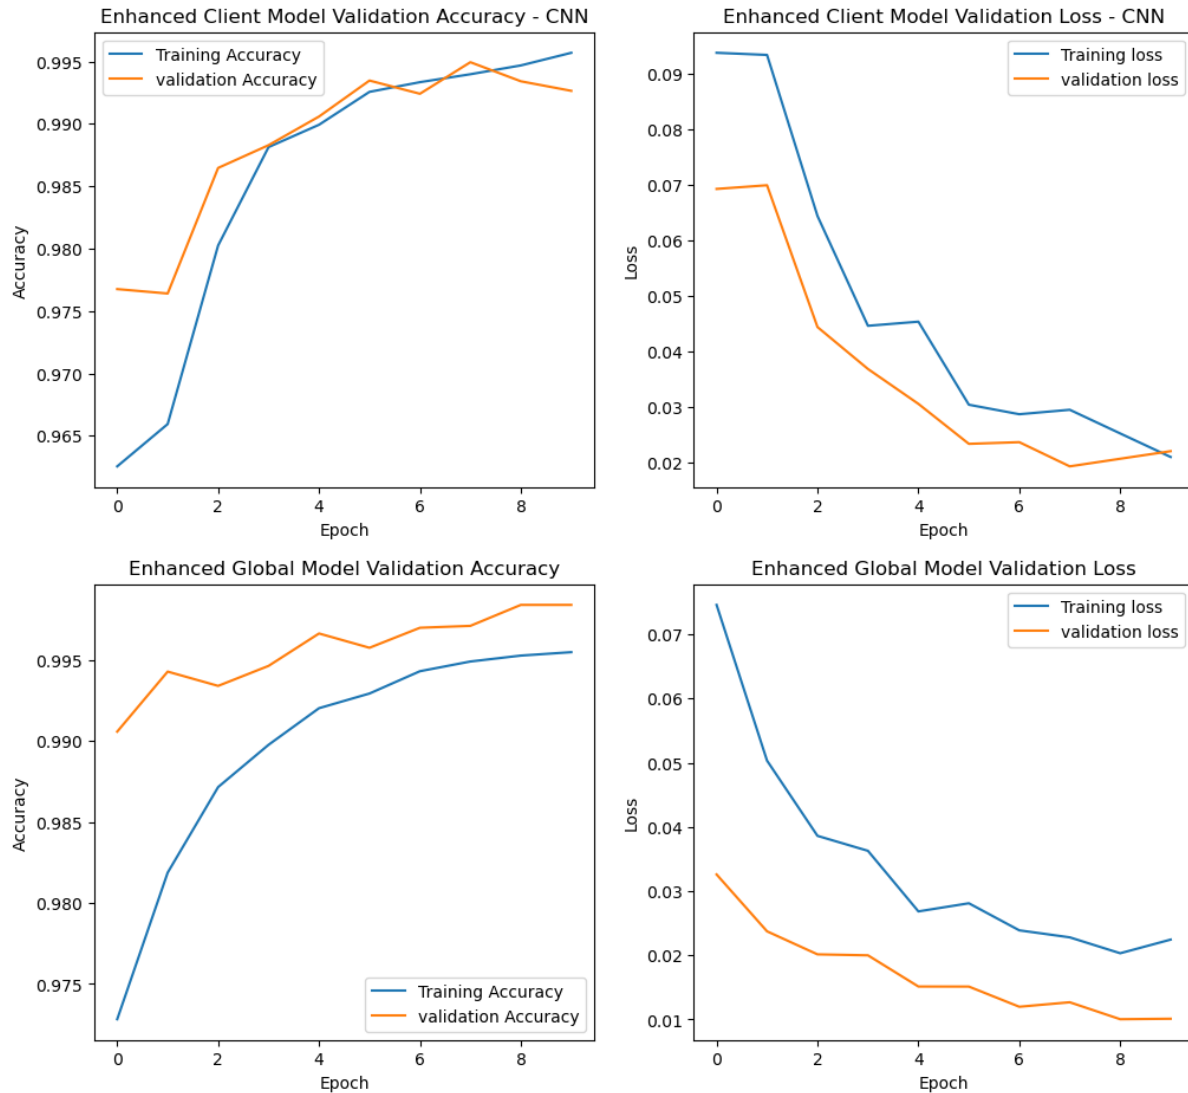 Enhanced Client Model Validation Accuracy - CNN
Training Accuracy
validation Accuracy
0.995
0.990
0.985
0.980
0.975
0.970
0.965
Accuracy
0 2 4 6 8
Epoch
Enhanced Client Model Validation Loss - CNN
Training loss
validation loss
0.09
0.08
0.07
0.06
0.05
0.04
0.03
0.02
Loss
0 2 4 6 8
Epoch
Enhanced Global Model Validation Accuracy
0.995
0.990
0.985
0.980
0.975
Accuracy
Training Accuracy
validation Accuracy
0 2 4 6 8
Epoch
Enhanced Global Model Validation Loss
Training loss
validation loss
0.07
0.06
0.05
0.04
0.03
0.02
0.01
Loss
0 2 4 6 8
Epoch